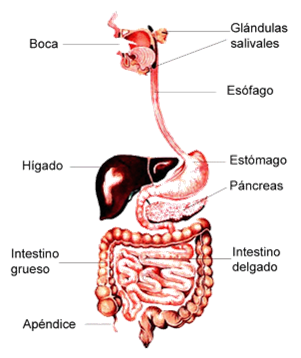 Glándulas
salivales
Boca
Esófago
Hígado
Estómago
Páncreas
Intestino
grueso
Intestino
delgado
Apéndice